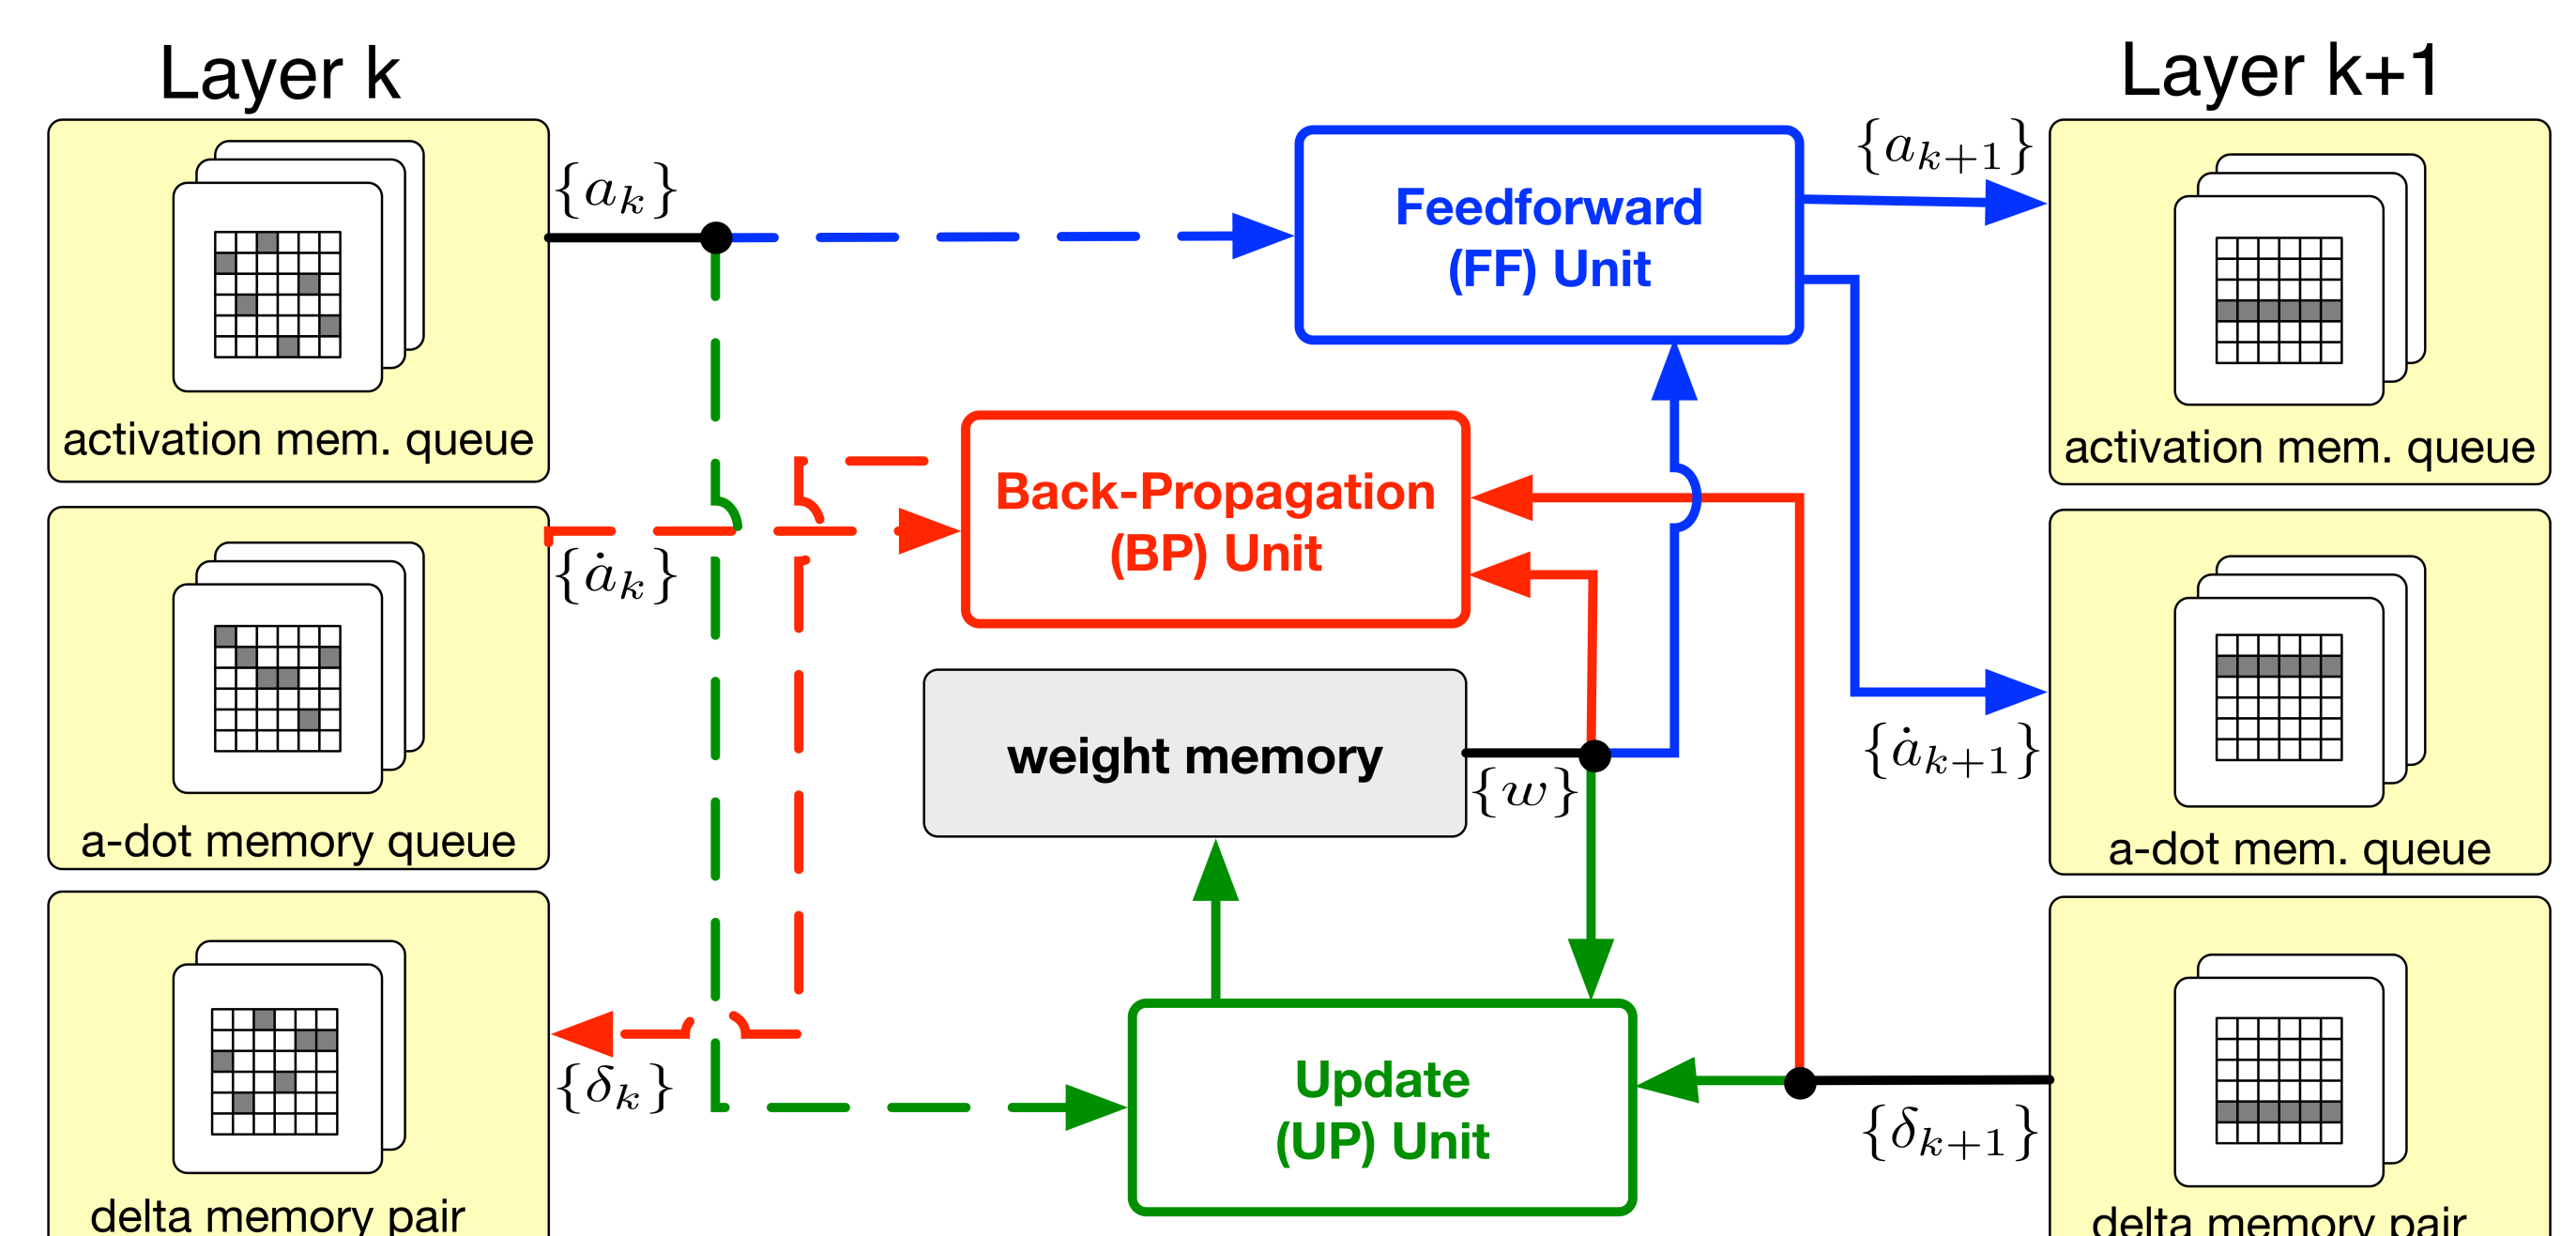 Layer k
Layer k+1
{a_k}
{a_{k+1}}
Feedforward
(FF) Unit
activation mem. queue
activation mem. queue
Back-Propagation
(BP) Unit
{ȧ_k}
weight memory
{w}
{ȧ_{k+1}}
a-dot memory queue
a-dot mem. queue
Update
(UP) Unit
{δ_k}
{δ_{k+1}}
delta memory pair
delta memory pair